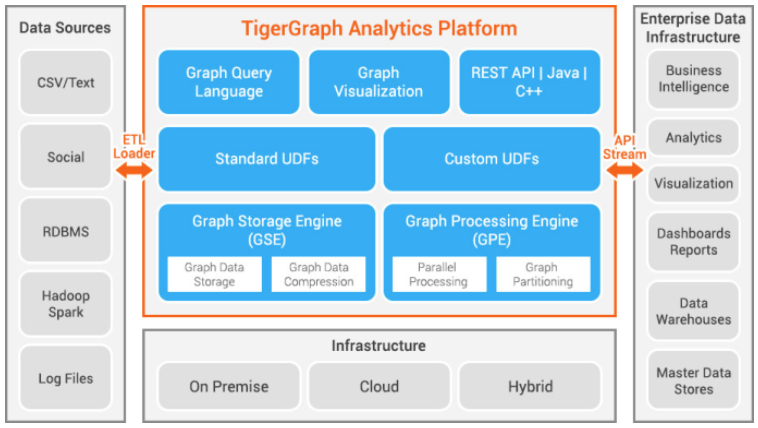 Data Sources
CSV/Text
Social
RDBMS
Hadoop
Spark
Log Files
ETL
Loader
TigerGraph Analytics Platform
Graph Query
Language
Graph
Visualization
REST API | Java |
C++
Standard UDFs
Custom UDFs
Graph Storage Engine
(GSE)
Graph Data
Storage
Graph Data
Compression
Graph Processing Engine
(GPE)
Parallel
Processing
Graph
Partitioning
Infrastructure
On Premise
Cloud
Hybrid
API
Stream
Enterprise Data
Infrastructure
Business
Intelligence
Analytics
Visualization
Dashboards
Reports
Data
Warehouses
Master Data
Stores